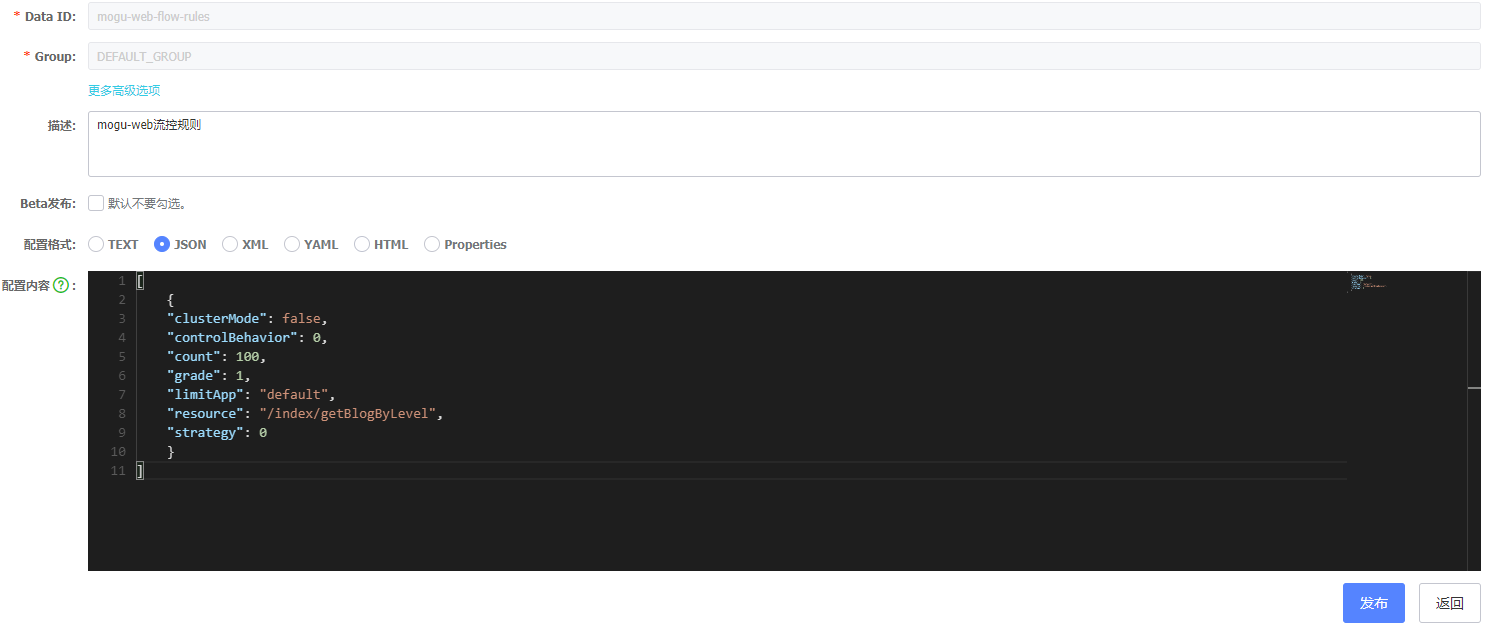 * Data ID: mogu-web-flow-rules
* Group: DEFAULT_GROUP
更多高级选项
描述: mogu-web流控规则
Beta发布: 默认不要勾选。
配置格式: TEXT JSON XML YAML HTML Properties
配置内容 ? :
1 [
2 {
3 "clusterMode": false,
4 "controlBehavior": 0,
5 "count": 100,
6 "grade": 1,
7 "limitApp": "default",
8 "resource": "/index/getBlogByLevel",
9 "strategy": 0
10 }
11 ]
发布 返回